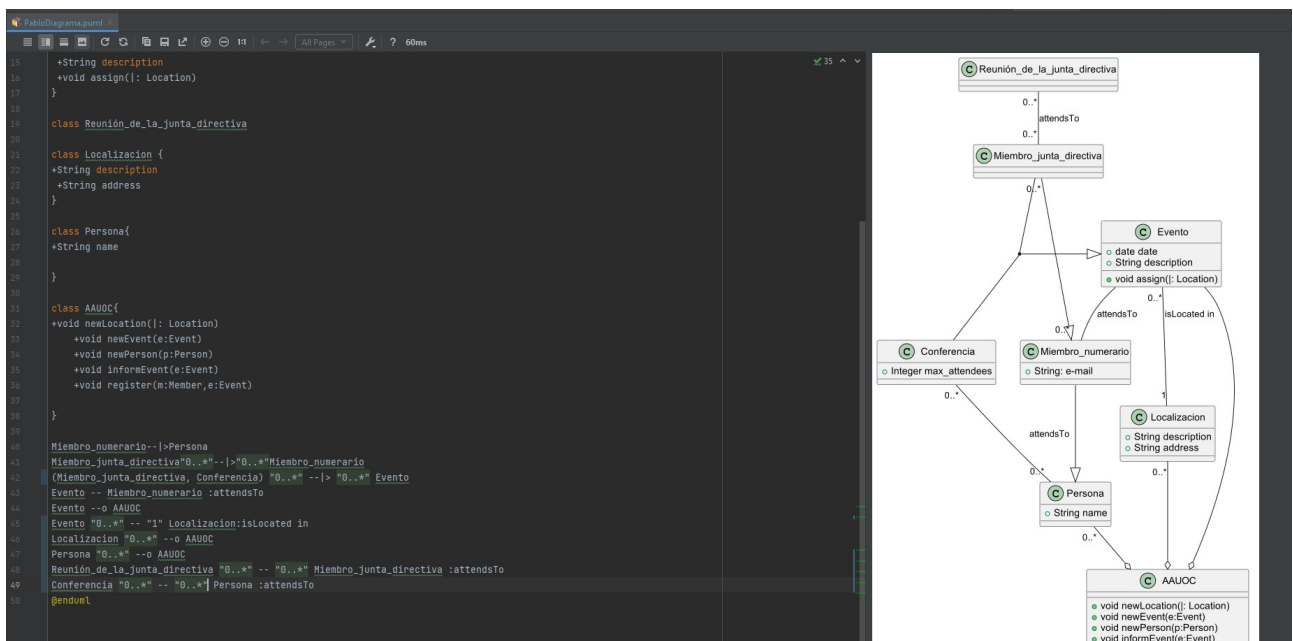 PabloDiagrama.puml
1:1
All Pages
? 60ms
35
15 +String description
16 +void assign(|: Location)
17 }
18
19 class Reunión_de_la_junta_directiva
20
21 class Localizacion {
22 +String description
23 +String address
24 }
25
26 class Persona{
27 +String name
28
29 }
30
31 class AAUOC{
32 +void newLocation(|: Location)
33 +void newEvent(e:Event)
34 +void newPerson(p:Person)
35 +void informEvent(e:Event)
36 +void register(m:Member,e:Event)
37
38 }
39
40 Miembro_numerario--|>Persona
41 Miembro_junta_directiva"0..*"--|>"0..*"Miembro_numerario
42 (Miembro_junta_directiva, Conferencia) "0..*" --|> "0..*" Evento
43 Evento -- Miembro_numerario :attendsTo
44 Evento --o AAUOC
45 Evento "0..*" -- "1" Localizacion:isLocated in
46 Localizacion "0..*" --o AAUOC
47 Persona "0..*" --o AAUOC
48 Reunión_de_la_junta_directiva "0..*" -- "0..*" Miembro_junta_directiva :attendsTo
49 Conferencia "0..*" -- "0..*" Persona :attendsTo
50 @enduml
C Reunión_de_la_junta_directiva
0..*
attendsTo
0..*
C Miembro_junta_directiva
0..*
C Evento
date date
String description
void assign(|: Location)
0..*
attendsTo
isLocated in
0..*
C Conferencia
Integer max_attendees
0..*
C Miembro_numerario
String: e-mail
1
C Localizacion
String description
String address
attendsTo
0..*
0..*
C Persona
String name
0..*
C AAUOC
void newLocation(|: Location)
void newEvent(e:Event)
void newPerson(p:Person)
void informEvent(e:Event)